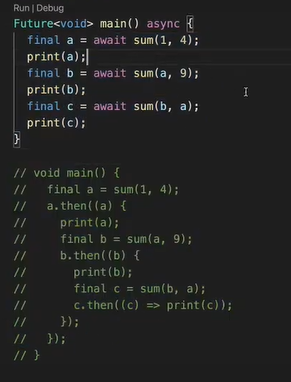 Run | Debug
Future<void> main() async {
  final a = await sum(1, 4);
  print(a);
  final b = await sum(a, 9);
  print(b);
  final c = await sum(b, a);
  print(c);
}
// void main() {
//   final a = sum(1, 4);
//   a.then((a) {
//     print(a);
//     final b = sum(a, 9);
//     b.then((b) {
//       print(b);
//       final c = sum(b, a);
//       c.then((c) => print(c));
//     });
//   });
// }